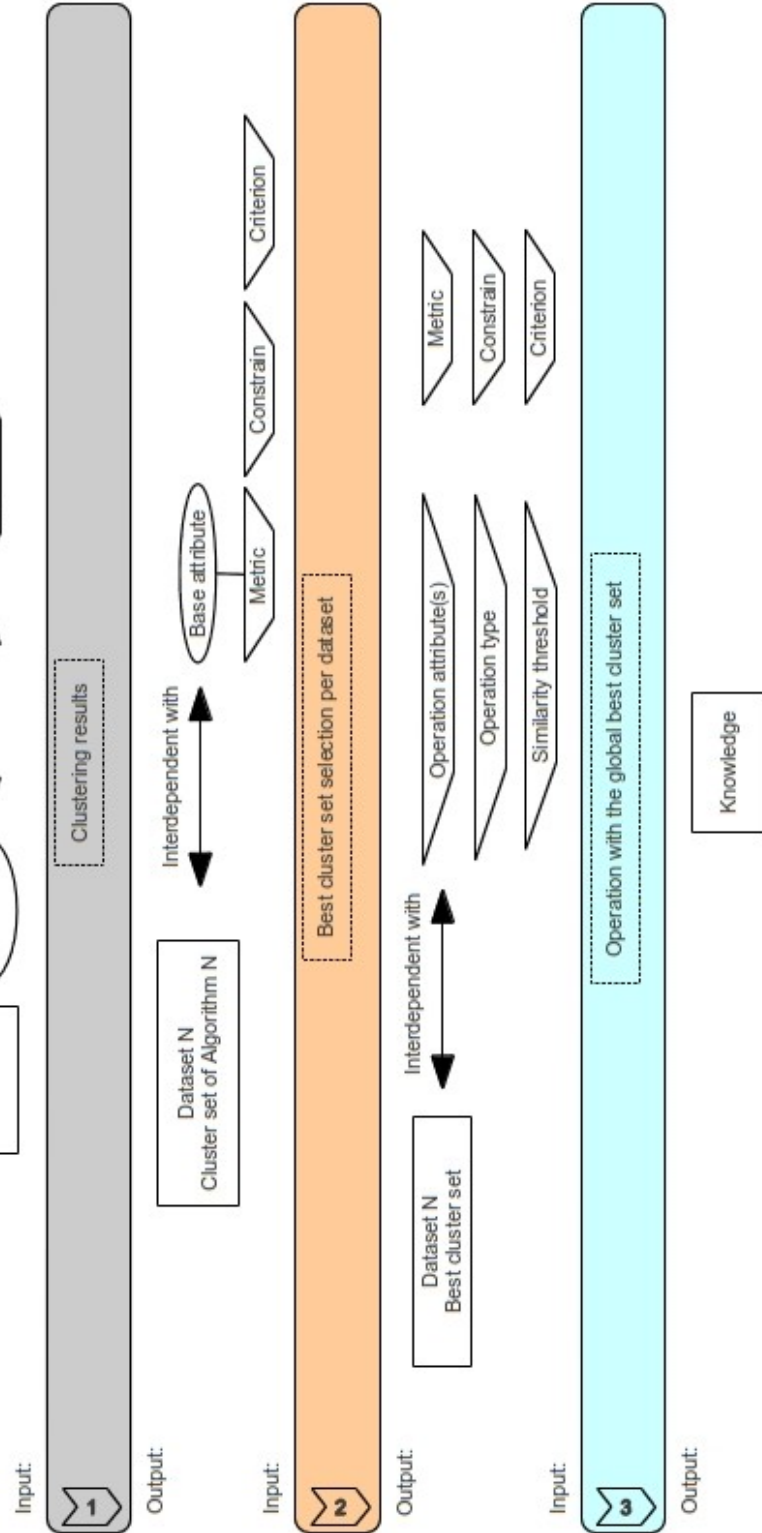 Input:
1
Clustering results
Output:
Dataset N
Cluster set of Algorithm N
Interdependent with
Base attribute
Input:
Metric
Constrain
Criterion
2
Best cluster set selection per dataset
Output:
Dataset N
Best cluster set
Interdependent with
Operation attribute(s)
Metric
Operation type
Constrain
Input:
Similarity threshold
Criterion
3
Operation with the global best cluster set
Output:
Knowledge